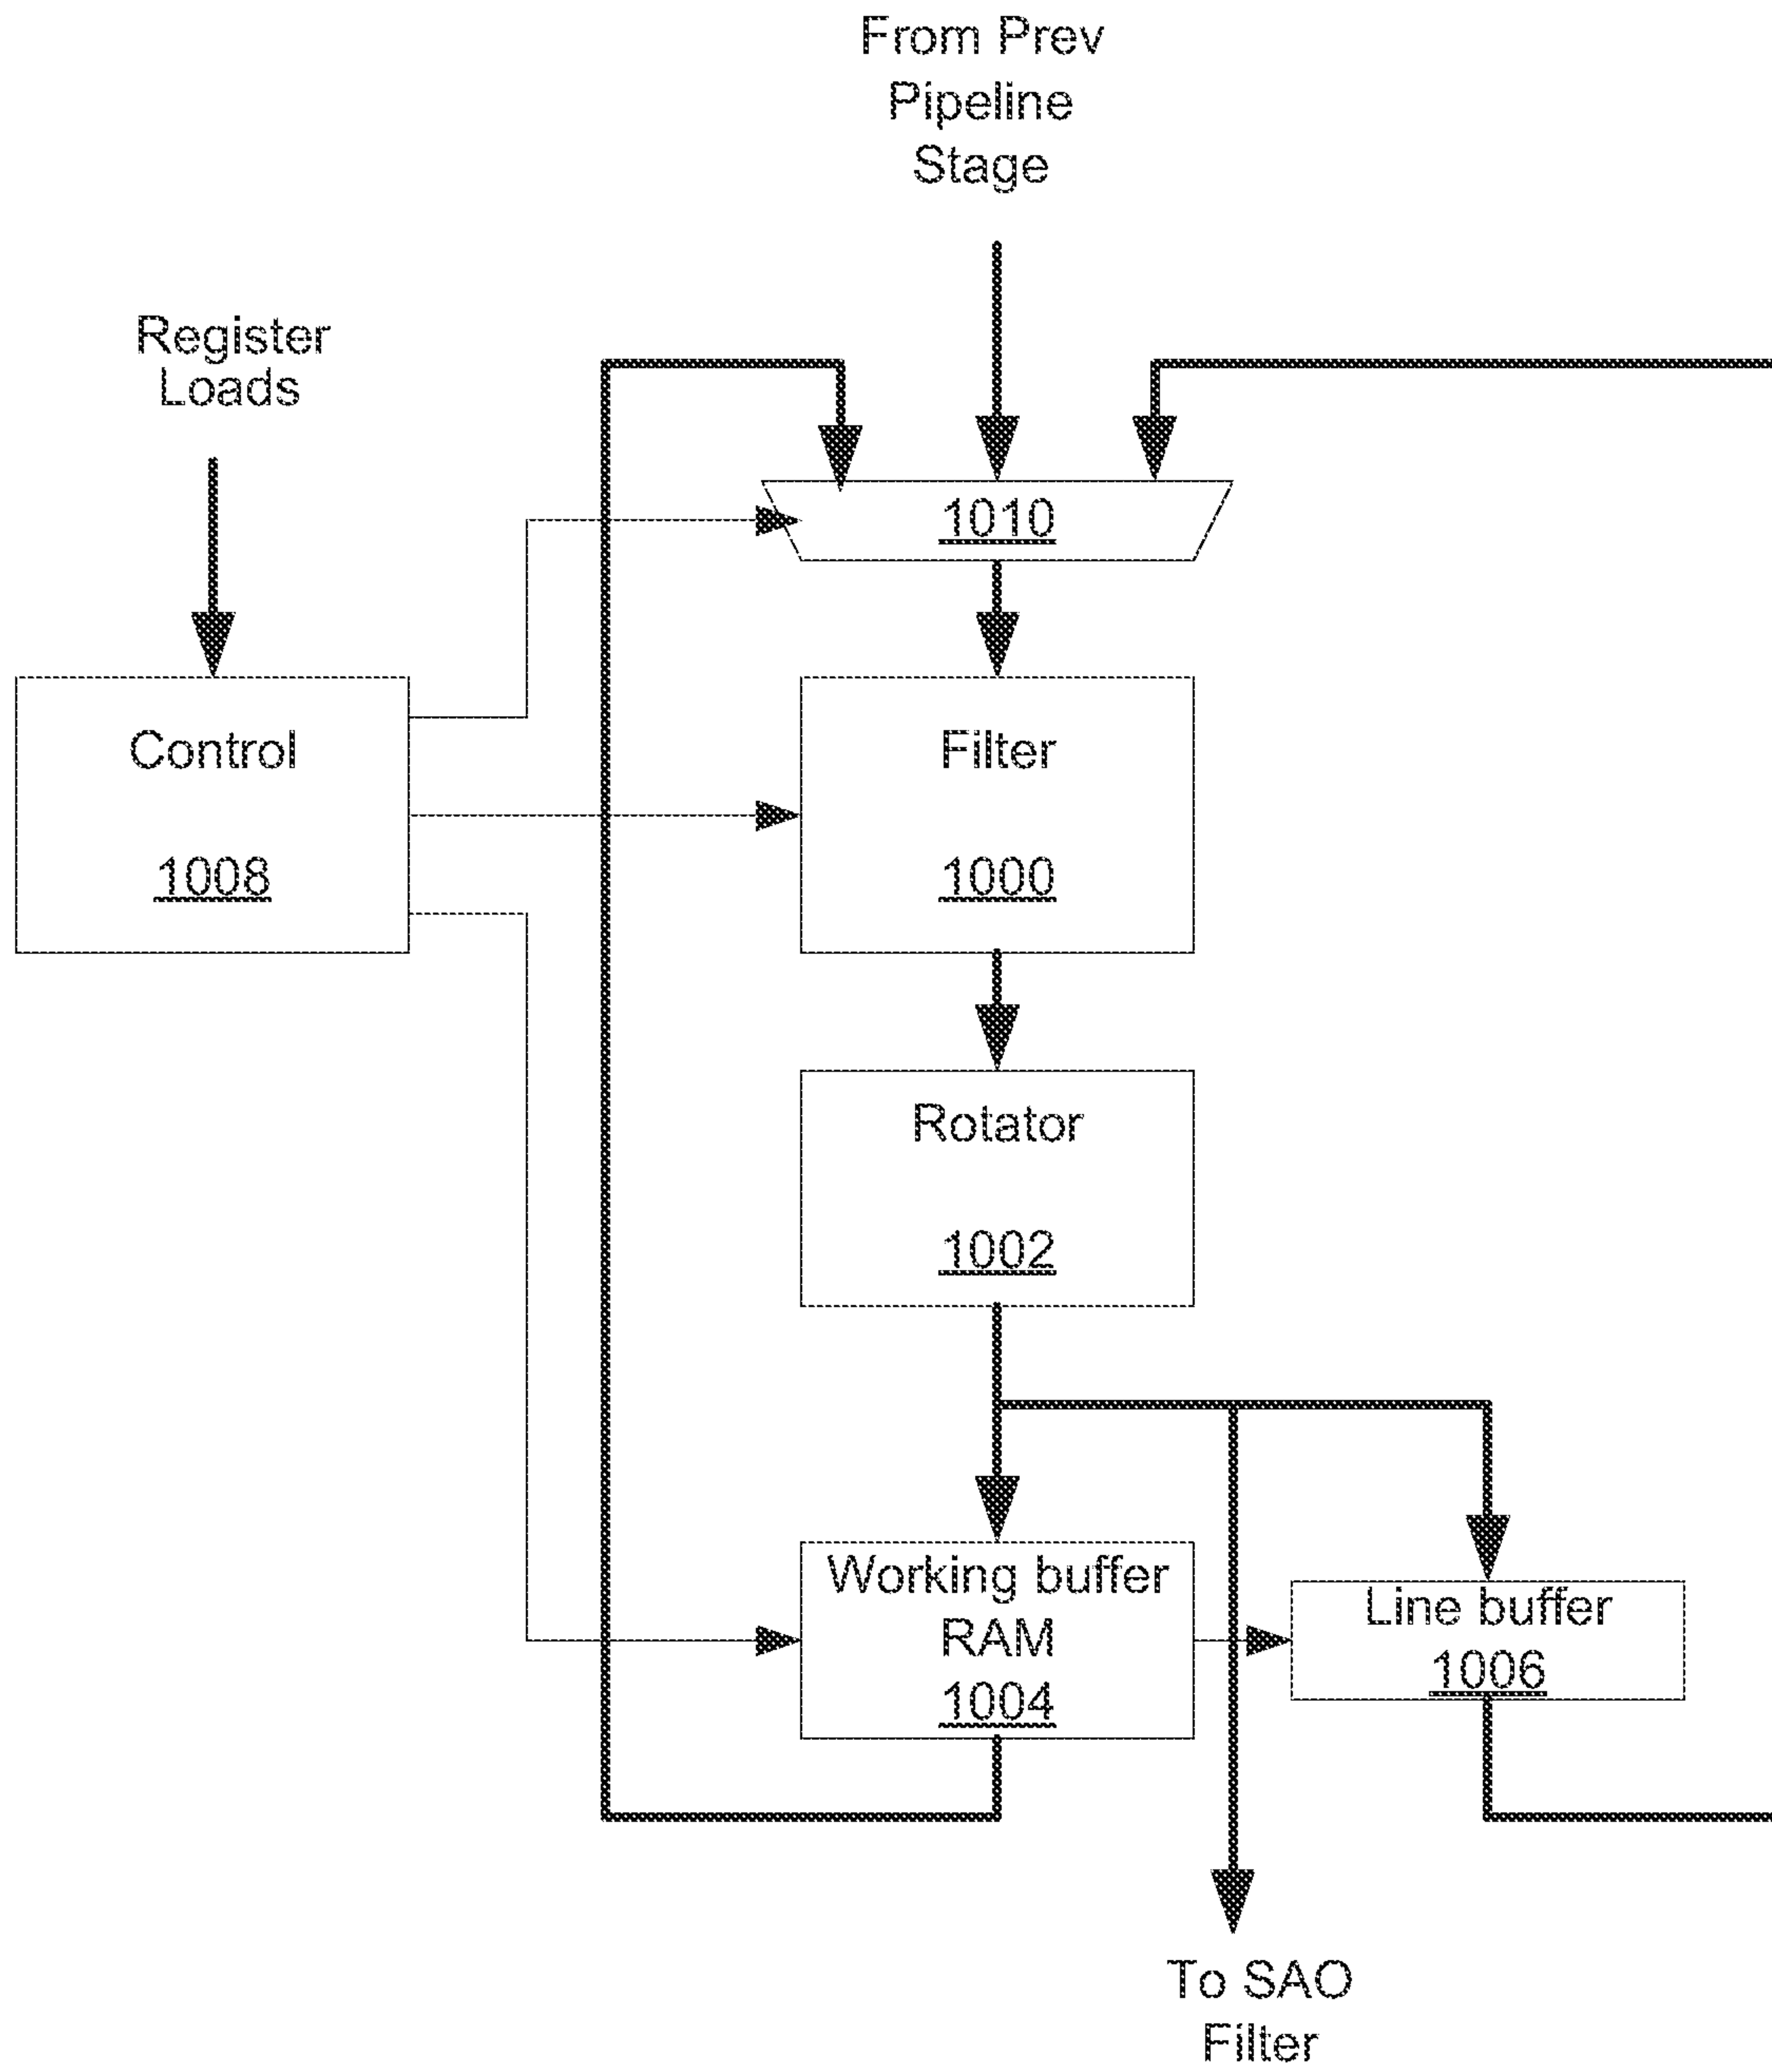 From Prev
Pipeline
Stage
Register
Loads
1010
Control
1008
Filter
1000
Rotator
1002
Working buffer
RAM
1004
Line buffer
1006
To SAO
Filter